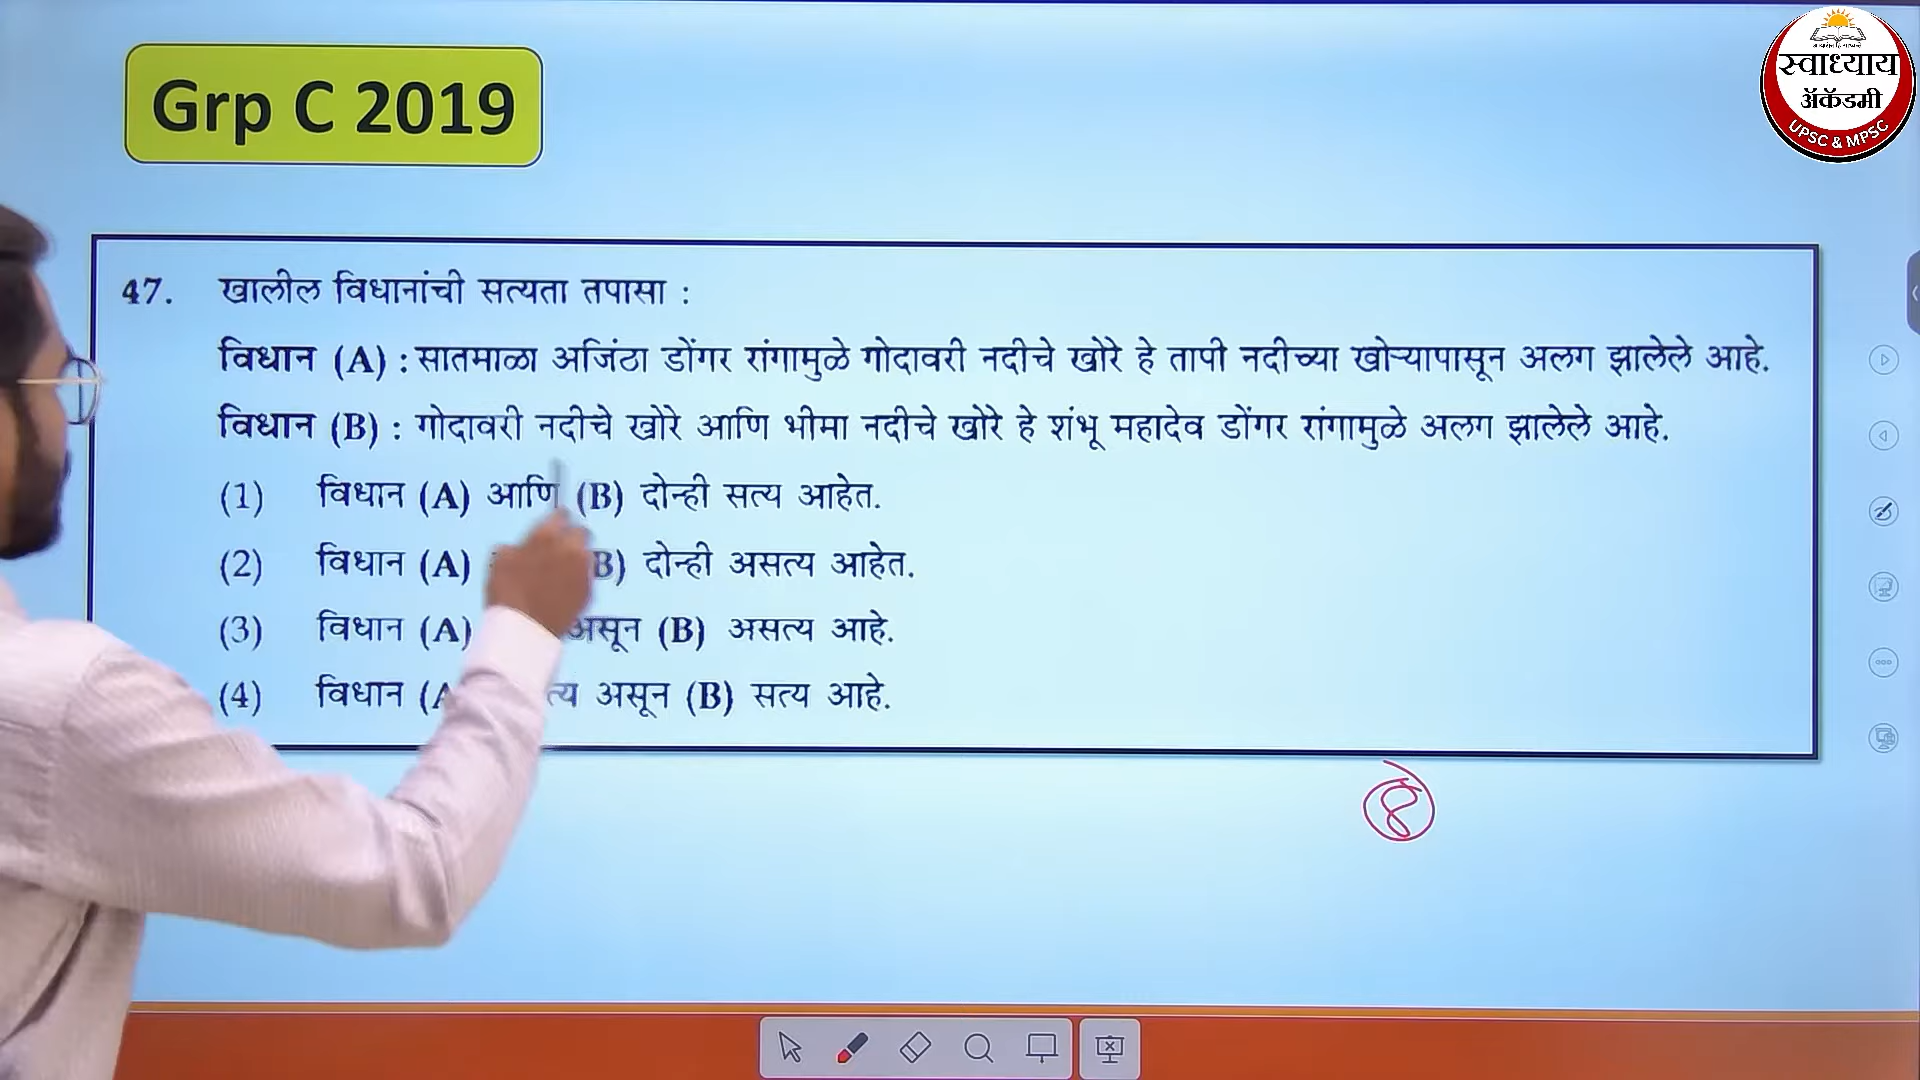 Grp C 2019
स्वाध्याय
अ‍ॅकॅडमी
UPSC & MPSC
47. खालील विधानांची सत्यता तपासा :
विधान (A) : सातमाळा अजिंठा डोंगर रांगामुळे गोदावरी नदीचे खोरे हे तापी नदीच्या खोऱ्यापासून अलग झालेले आहे.
विधान (B) : गोदावरी नदीचे खोरे आणि भीमा नदीचे खोरे हे शंभू महादेव डोंगर रांगामुळे अलग झालेले आहे.
(1) विधान (A) आणि (B) दोन्ही सत्य आहेत.
(2) विधान (A) B) दोन्ही असत्य आहेत.
(3) विधान (A) असून (B) असत्य आहे.
(4) विधान (A त्य असून (B) सत्य आहे.